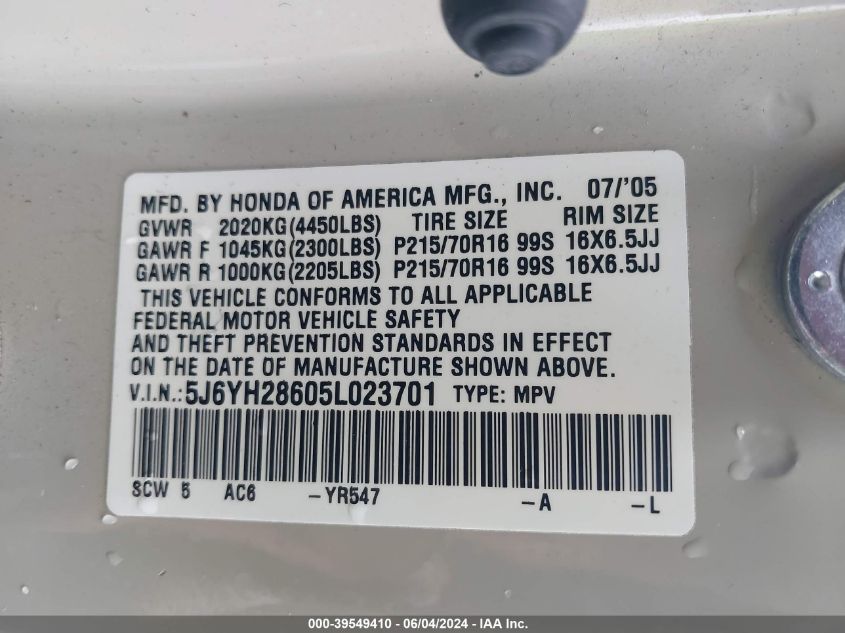 MFD. BY HONDA OF AMERICA MFG., INC. 07/'05
GVWR 2020KG(4450LBS) TIRE SIZE RIM SIZE
GAWR F 1045KG(2300LBS) P215/70R16 99S 16X6.5JJ
GAWR R 1000KG(2205LBS) P215/70R16 99S 16X6.5JJ
THIS VEHICLE CONFORMS TO ALL APPLICABLE
FEDERAL MOTOR VEHICLE SAFETY
AND THEFT PREVENTION STANDARDS IN EFFECT
ON THE DATE OF MANUFACTURE SHOWN ABOVE.
V.I.N.:5J6YH28605L023701 TYPE: MPV
SCW 5 AC6 -YR547 -A -L
000-39549410 - 06/04/2024 - IAA Inc.